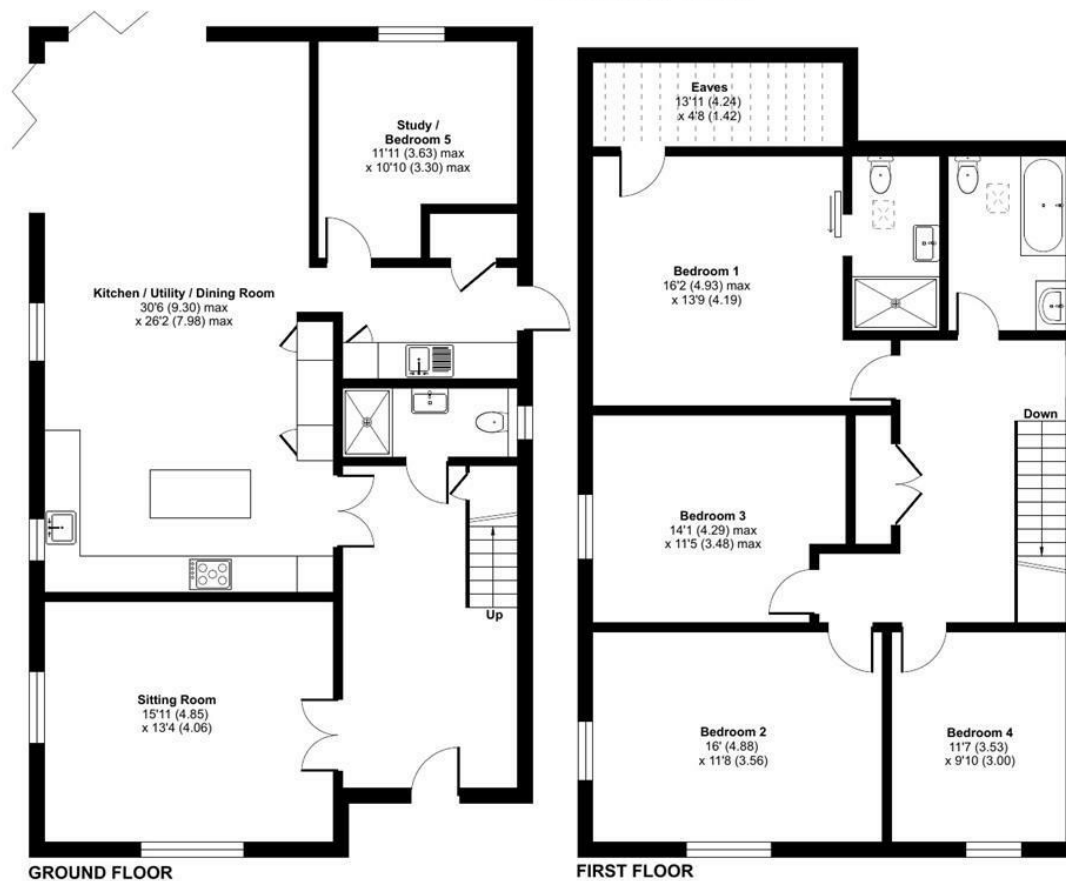 Study /
Bedroom 5
11'11 (3.63) max
x 10'10 (3.30) max
Kitchen / Utility / Dining Room
30'6 (9.30) max
x 26'2 (7.98) max
Up
Sitting Room
15'11 (4.85)
x 13'4 (4.06)
GROUND FLOOR
Eaves
13'11 (4.24)
x 4'8 (1.42)
Bedroom 1
16'2 (4.93) max
x 13'9 (4.19)
Down
Bedroom 3
14'1 (4.29) max
x 11'5 (3.48) max
Bedroom 2
16' (4.88)
x 11'8 (3.56)
Bedroom 4
11'7 (3.53)
x 9'10 (3.00)
FIRST FLOOR